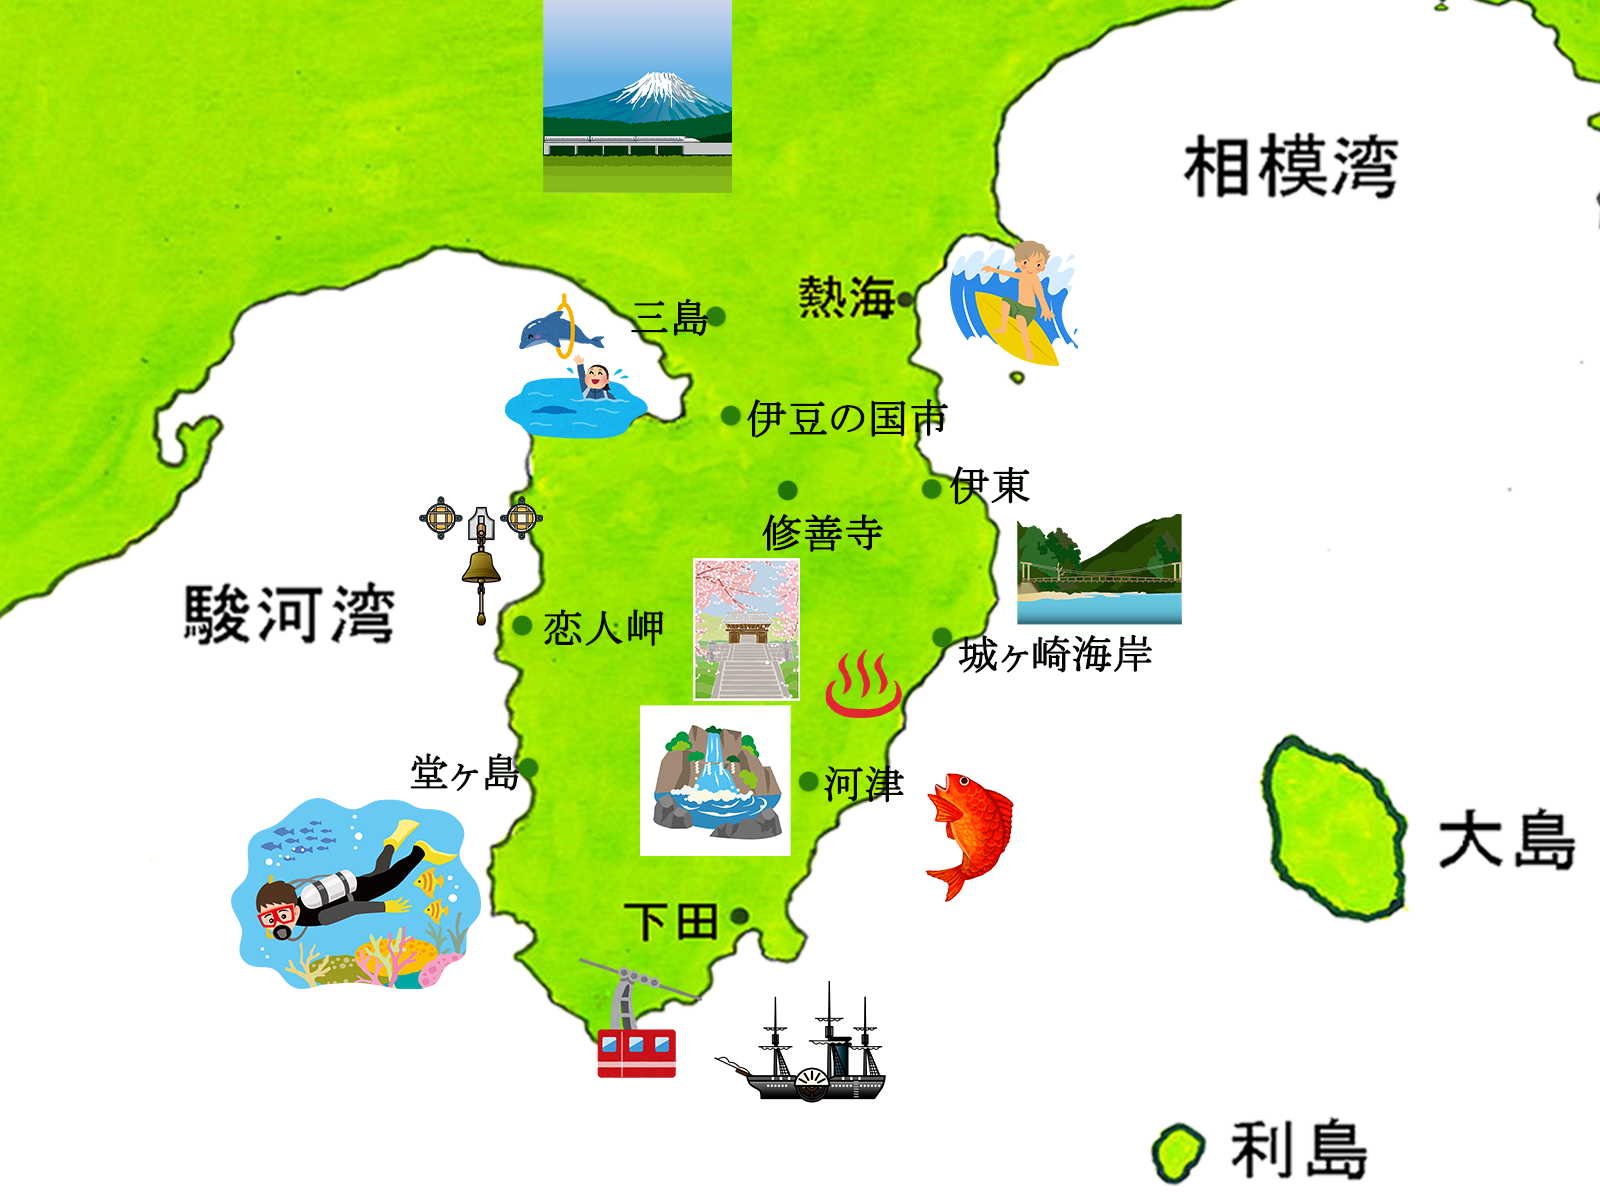 相模湾
熱海
三島
伊豆の国市
伊東
修善寺
駿河湾
恋人岬
城ヶ崎海岸
堂ヶ島
河津
大島
下田
利島